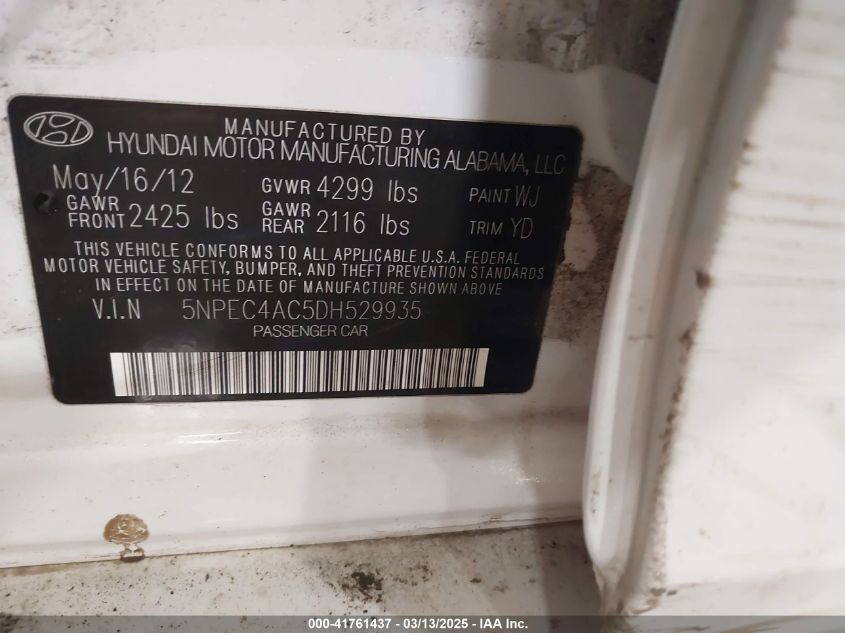 MANUFACTURED BY
HYUNDAI MOTOR MANUFACTURING ALABAMA, LLC
May/16/12 GVWR 4299 lbs PAINT WJ
GAWR FRONT 2425 lbs GAWR REAR 2116 lbs TRIM YD
THIS VEHICLE CONFORMS TO ALL APPLICABLE U.S.A. FEDERAL
MOTOR VEHICLE SAFETY, BUMPER, AND THEFT PREVENTION STANDARDS
IN EFFECT ON THE DATE OF MANUFACTURE SHOWN ABOVE
V.I.N 5NPEC4AC5DH529935
PASSENGER CAR
000-41761437 - 03/13/2025 - IAA Inc.